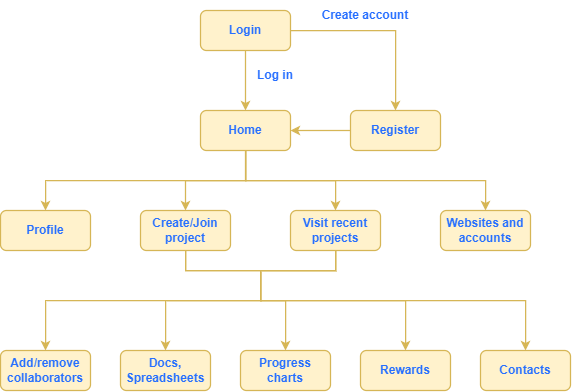 Create account
Login
Log in
Home
Register
Profile
Create/Join
project
Visit recent
projects
Websites and
accounts
Add/remove
collaborators
Docs,
Spreadsheets
Progress
charts
Rewards
Contacts